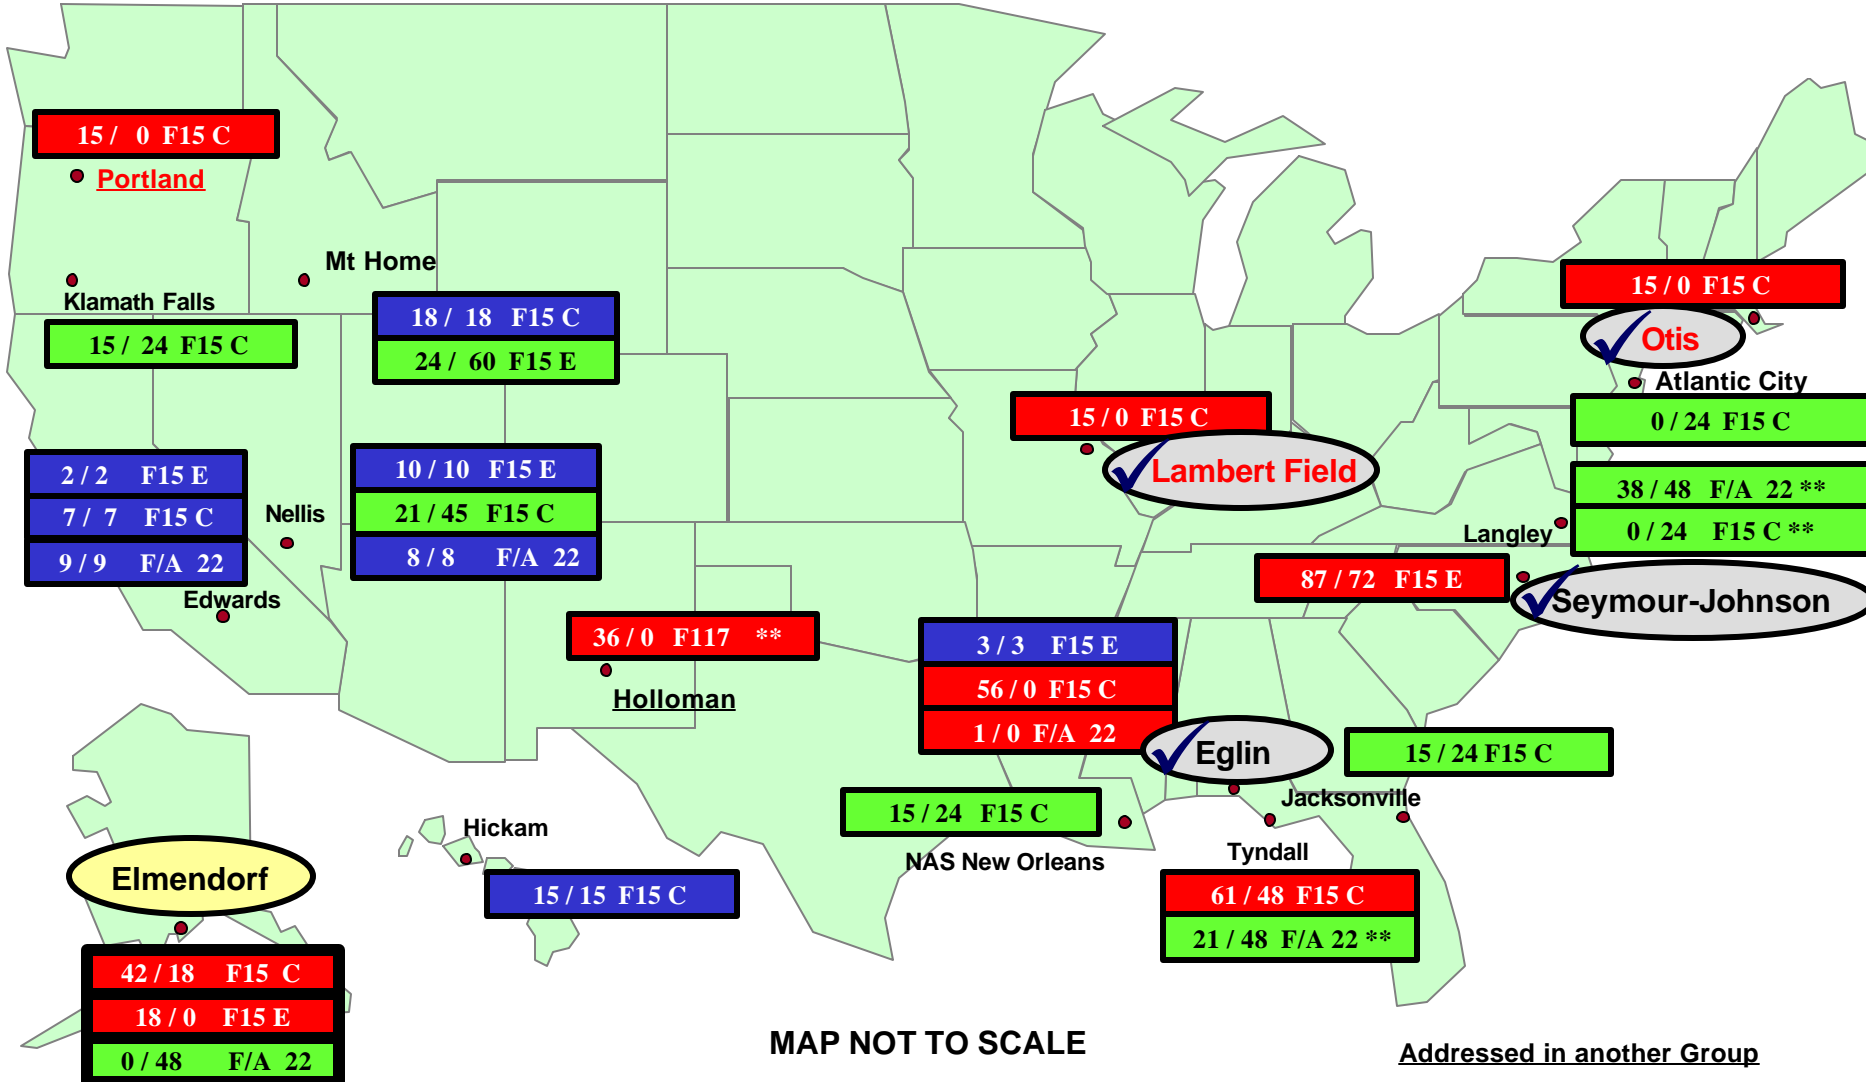 15 / 0 F15 C
Portland
Mt Home
Klamath Falls
15 / 24 F15 C
18 / 18 F15 C
24 / 60 F15 E
15 / 0 F15 C
Otis
Atlantic City
0 / 24 F15 C
15 / 0 F15 C
Lambert Field
2 / 2 F15 E
7 / 7 F15 C
9 / 9 F/A 22
Edwards
Nellis
10 / 10 F15 E
21 / 45 F15 C
8 / 8 F/A 22
38 / 48 F/A 22 **
0 / 24 F15 C **
Langley
87 / 72 F15 E
Seymour-Johnson
36 / 0 F117 **
Holloman
3 / 3 F15 E
56 / 0 F15 C
1 / 0 F/A 22
Eglin
15 / 24 F15 C
Jacksonville
15 / 24 F15 C
NAS New Orleans
Tyndall
61 / 48 F15 C
21 / 48 F/A 22 **
Hickam
15 / 15 F15 C
Elmendorf
42 / 18 F15 C
18 / 0 F15 E
0 / 48 F/A 22
MAP NOT TO SCALE
Addressed in another Group